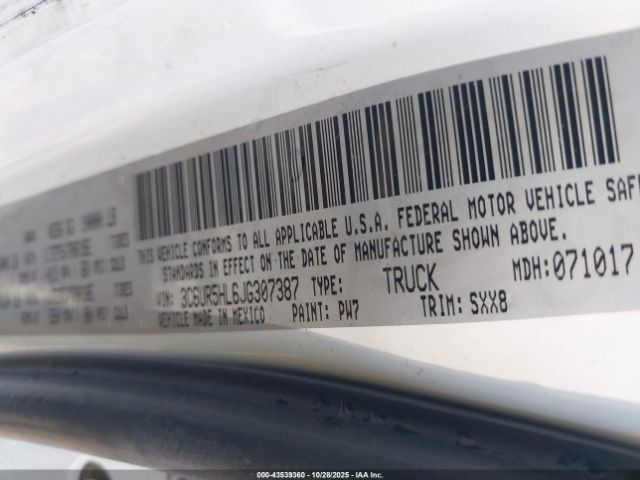 THIS VEHICLE CONFORMS TO ALL APPLICABLE U.S.A. FEDERAL MOTOR VEHICLE SAFE
STANDARDS IN EFFECT ON THE DATE OF MANUFACTURE SHOWN ABOVE.
3C6UR5HL6JG307387 TYPE: TRUCK MDH:071017
VEHICLE MADE IN MEXICO PAINT: PW7 TRIM: SXX8
000-43539360 - 10/28/2025 - IAA Inc.